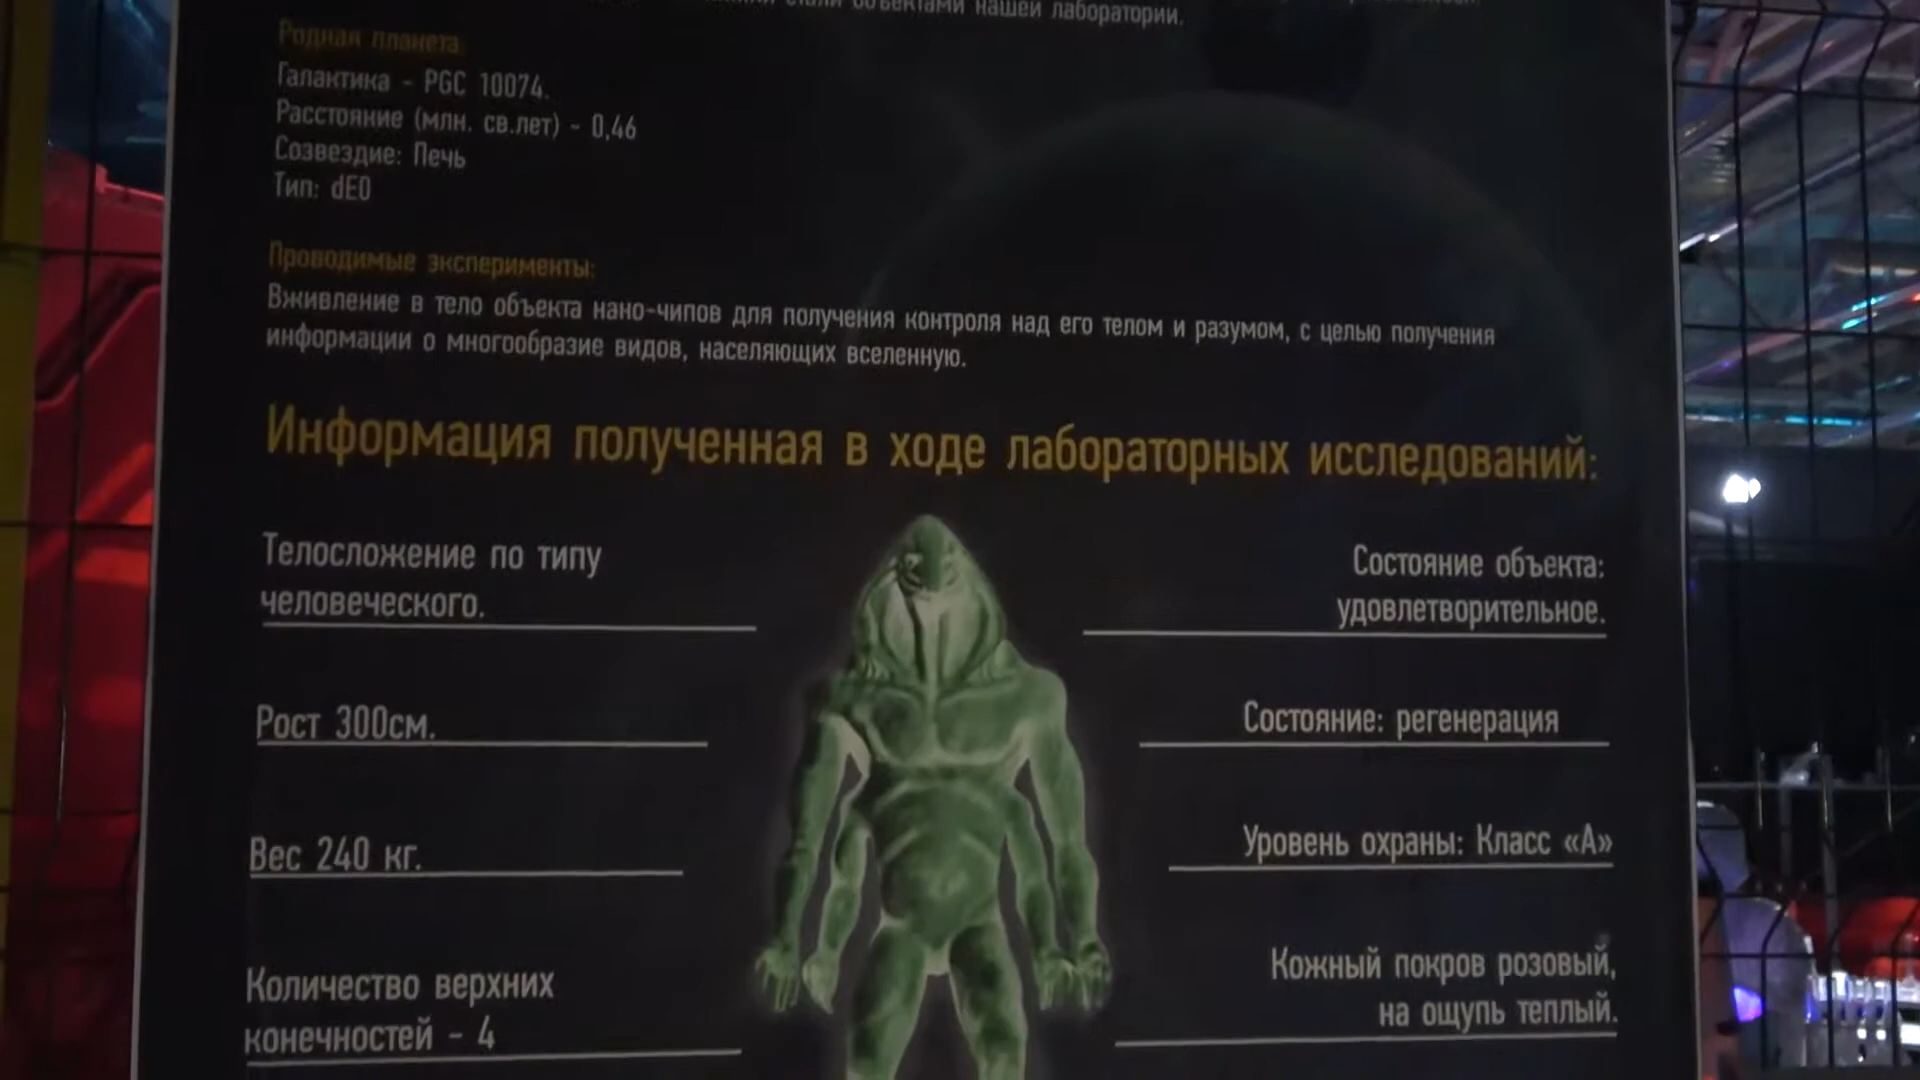 объектами нашей лаборатории.
Родная планета:
Галактика - PGC 10074.
Расстояние (млн. св.лет) - 0,46
Созвездие: Печь
Тип: dE0
Проводимые эксперименты:
Вживление в тело объекта нано-чипов для получения контроля над его телом и разумом, с целью получения
информации о многообразие видов, населяющих вселенную.
Информация полученная в ходе лабораторных исследований:
Телосложение по типу
человеческого.
Состояние объекта:
удовлетворительное.
Рост 300см.
Состояние: регенерация
Вес 240 кг.
Уровень охраны: Класс «А»
Количество верхних
конечностей - 4
Кожный покров розовый,
на ощупь теплый.